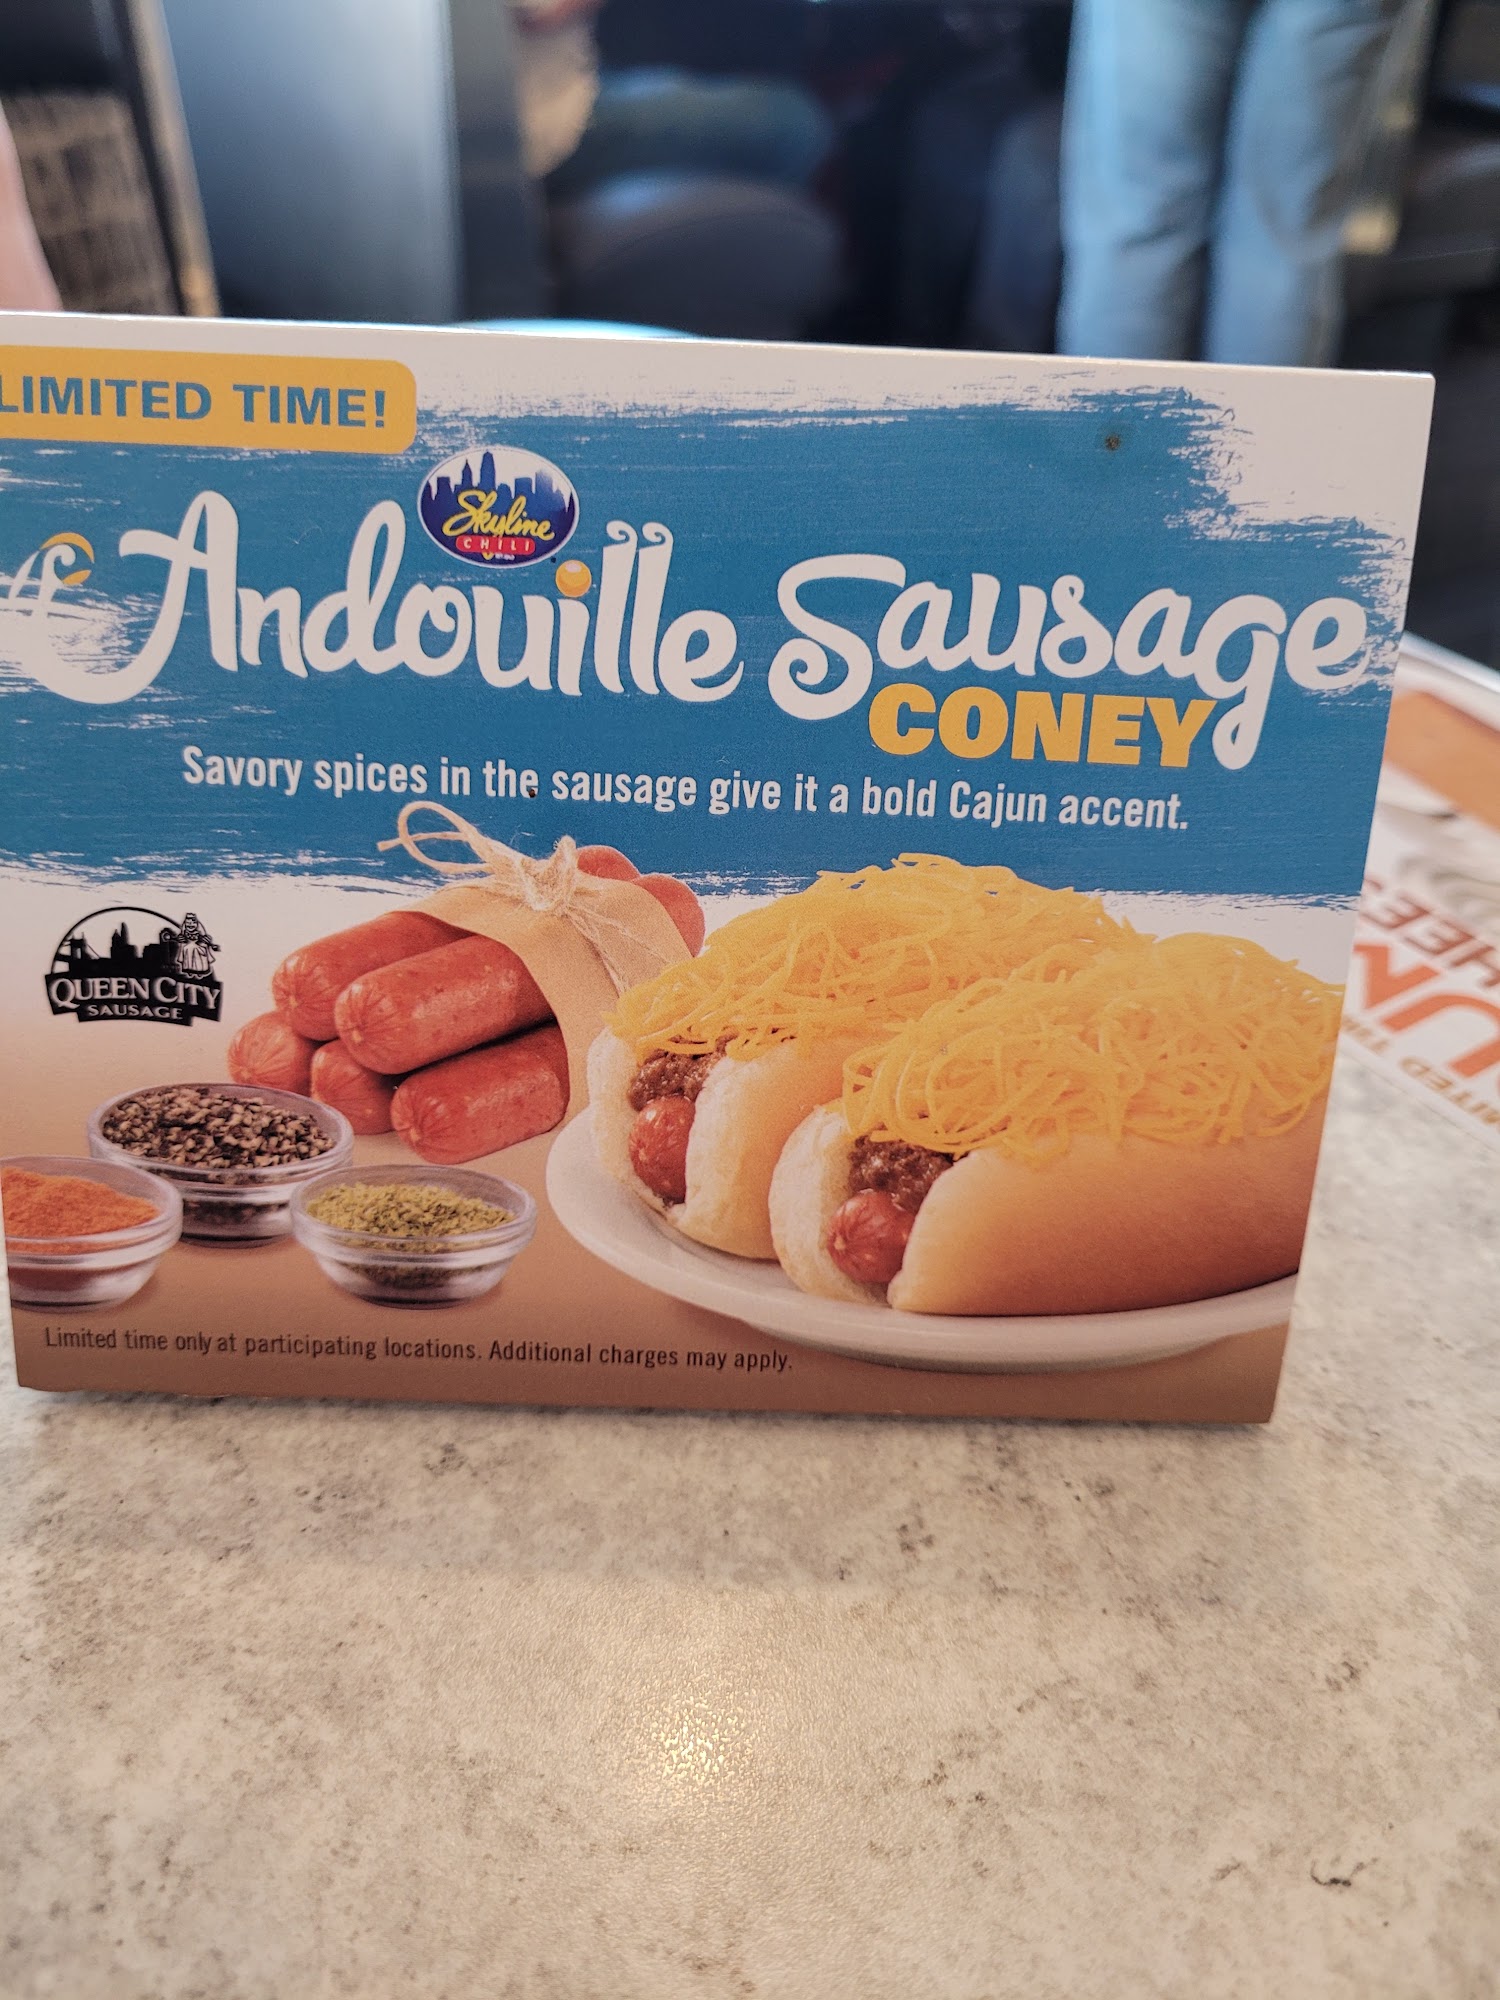 LIMITED TIME!
Skyline
CHILI
Andouille Sausage
CONEY
Savory spices in the sausage give it a bold Cajun accent.
QUEEN CITY
SAUSAGE
Limited time only at participating locations. Additional charges may apply.